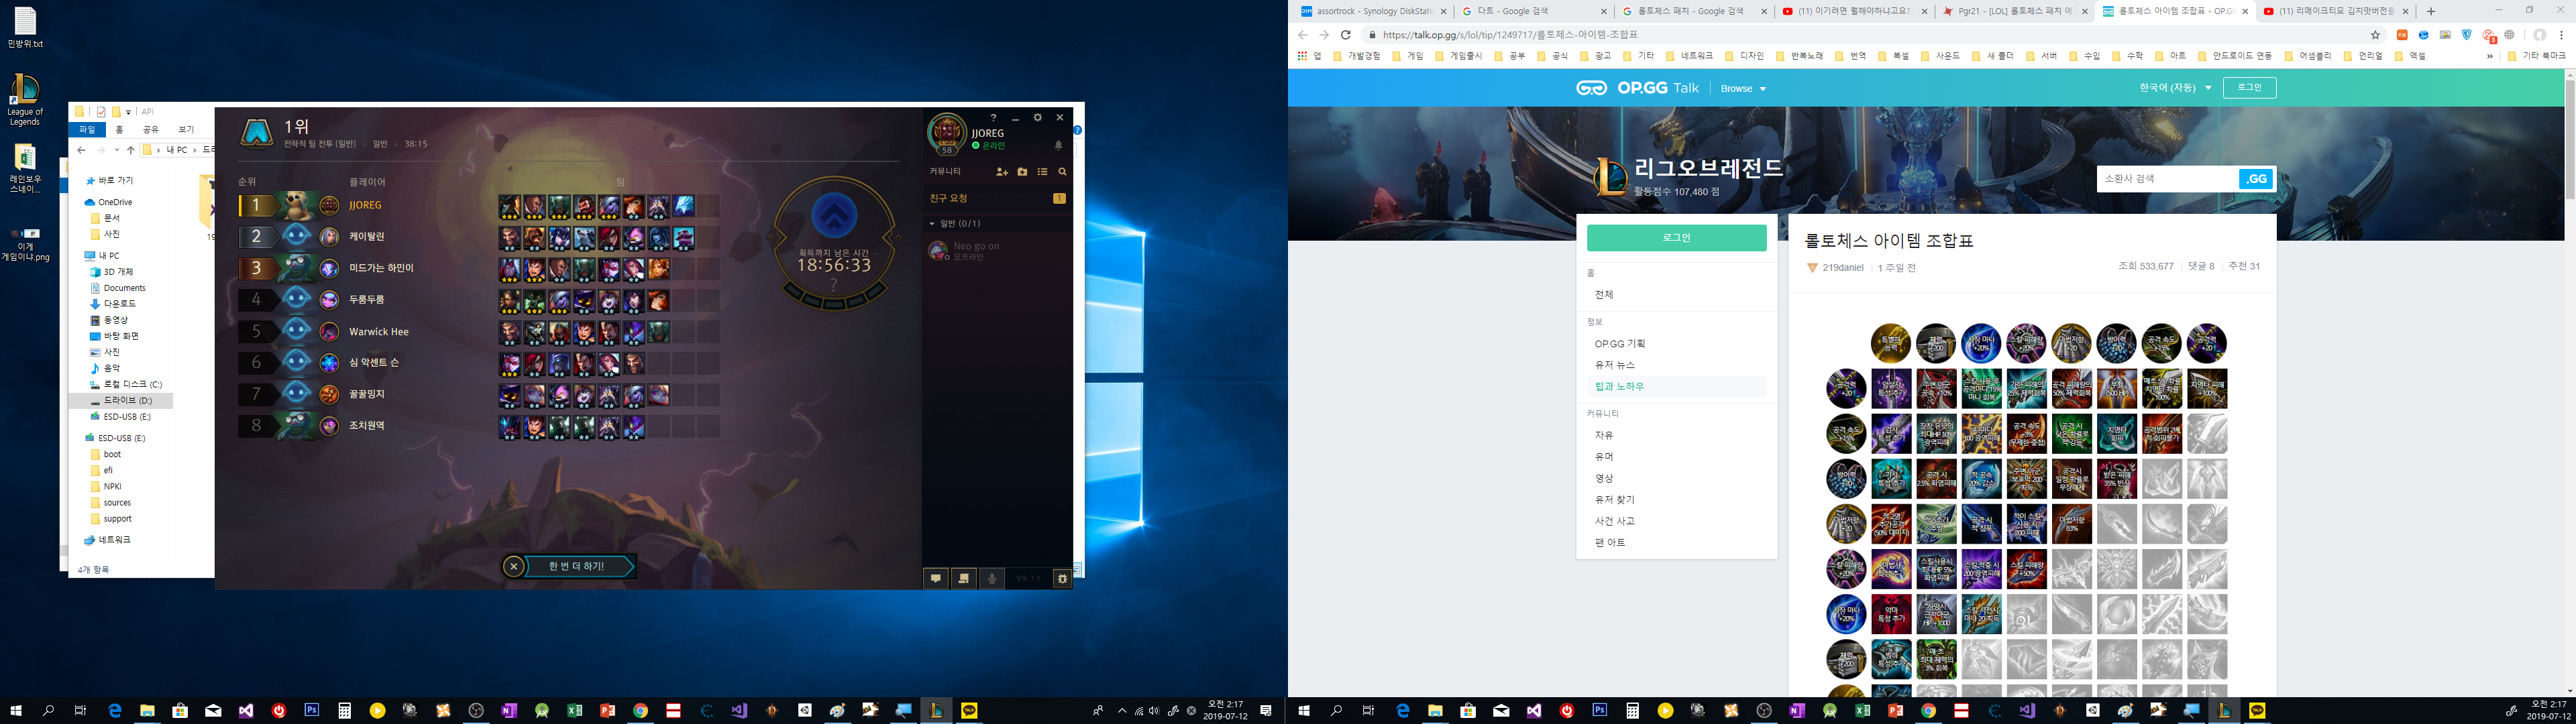 민방위.txt
League of Legends
레인보우 스네이...
이게 게임이냐.png
API
파일 홈 공유 보기
내 PC
바로 가기
OneDrive
문서
사진
내 PC
3D 개체
Documents
다운로드
동영상
바탕 화면
사진
음악
로컬 디스크 (C:)
드라이브 (D:)
ESD-USB (E:)
ESD-USB (E:)
boot
efi
NPKI
sources
support
네트워크
4개 항목
1위
전략적 팀 전투 (일반) 일반 38:15
순위 플레이어 팀
1 JJOREG
2 케이탈린
3 미드가는 하민이
4 두룸두룸
5 Warwick Hee
6 심 악센트 슨
7 꿀꿀밍지
8 조치원역
획득까지 남은 시간
18:56:33
?
한 번 더 하기!
JJOREG
온라인
58
커뮤니티
친구 요청 1
일반 (0/1)
Neo go on
오프라인
V9.13
오전 2:17
2019-07-12
assortrock - Synology DiskStati
다트 - Google 검색
롤토체스 패치 - Google 검색
(11) 이기려면 뭘해야하냐고요?...
Pgr21 - [LOL] 롤토체스 패치 여
롤토체스 아이템 조합표 - OP.GG
(11) 리메이크티모 김치맛버전을
https://talk.op.gg/s/lol/tip/1249717/롤토체스-아이템-조합표
앱 개발경험 게임 게임출시 공부 공식 광고 기타 네트워크 디자인 반복노래 번역 복셀 사운드 새 폴더 서버 수입 수학 아트 안드로이드 연동 어셈블리 언리얼 엑셀 » 기타 북마크
OP.GG Talk Browse
한국어 (자동) 로그인
리그오브레전드
활동점수 107,480 점
소환사 검색 .GG
로그인
홈
전체
정보
OP.GG 기획
유저 뉴스
팁과 노하우
커뮤니티
자유
유머
영상
유저 찾기
사건 사고
팬 아트
롤토체스 아이템 조합표
219daniel 1 주일 전
조회 533,677 댓글 8 추천 31
오전 2:17
2019-07-12